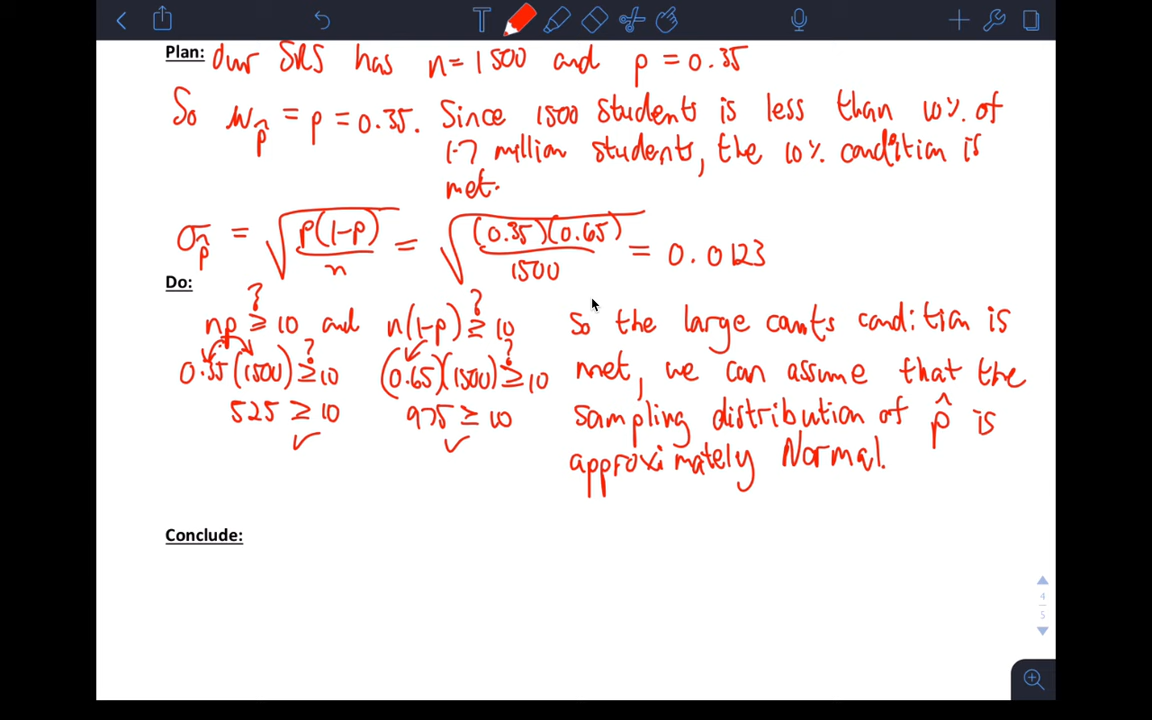 Plan: Our SRS has n = 1500 and p = 0.35
So μp̂ = p = 0.35. Since 1500 students is less than 10% of
1.7 million students, the 10% condition is
met.
σp̂ = √(p(1-p)/n) = √((0.35)(0.65)/1500) = 0.0123
Do:
np ≥? 10 and n(1-p) ≥? 10 So the large counts condition is
0.35(1500) ≥? 10 (0.65)(1500) ≥? 10 met, we can assume that the
525 ≥ 10 975 ≥ 10 sampling distribution of p̂ is
✓ ✓ approximately Normal.
Conclude:
4
5
T